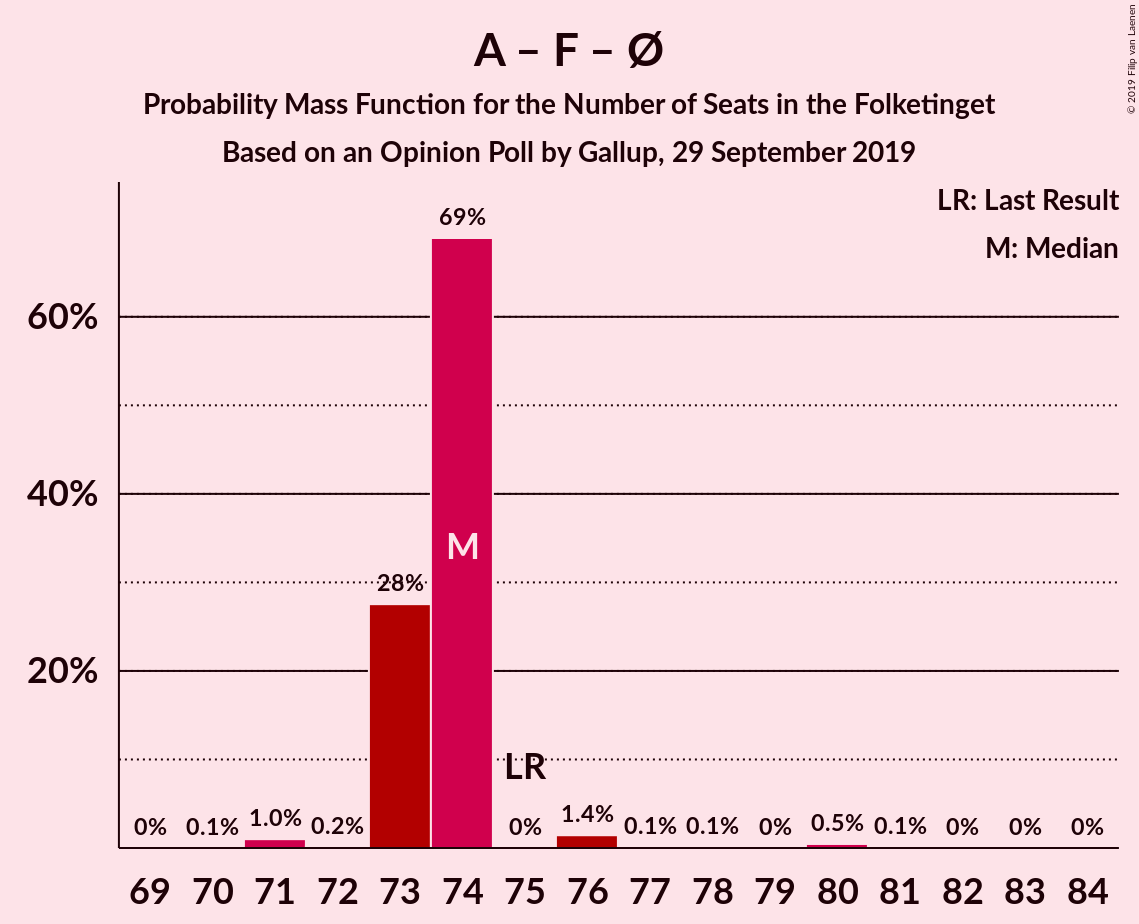 A – F – Ø
Probability Mass Function for the Number of Seats in the Folketinget
Based on an Opinion Poll by Gallup, 29 September 2019
© 2019 Filip van Laenen
LR: Last Result
M: Median
60%
40%
20%
0%
0.1%
1.0%
0.2%
28%
69%
M
LR
0%
1.4%
0.1%
0.1%
0%
0.5%
0.1%
0%
0%
0%
69 70 71 72 73 74 75 76 77 78 79 80 81 82 83 84